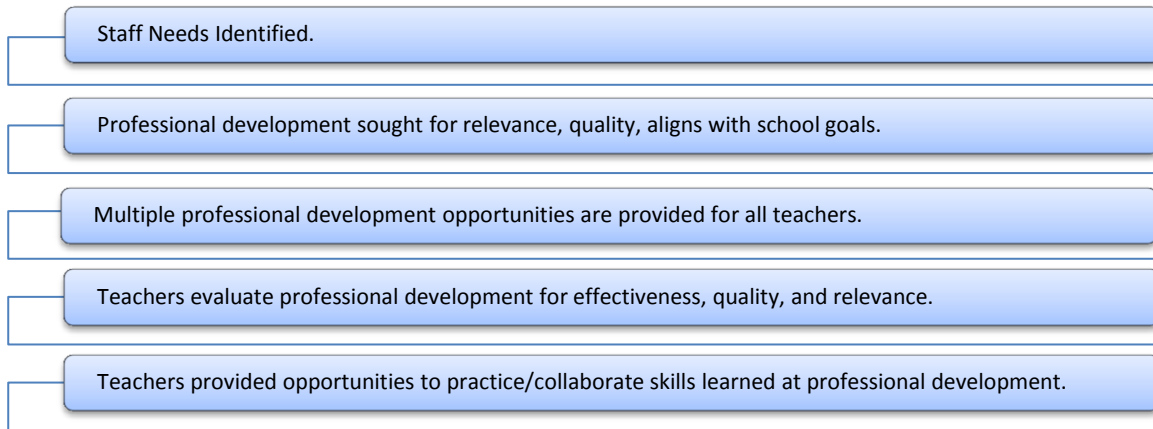 Staff Needs Identified.
Professional development sought for relevance, quality, aligns with school goals.
Multiple professional development opportunities are provided for all teachers.
Teachers evaluate professional development for effectiveness, quality, and relevance.
Teachers provided opportunities to practice/collaborate skills learned at professional development.